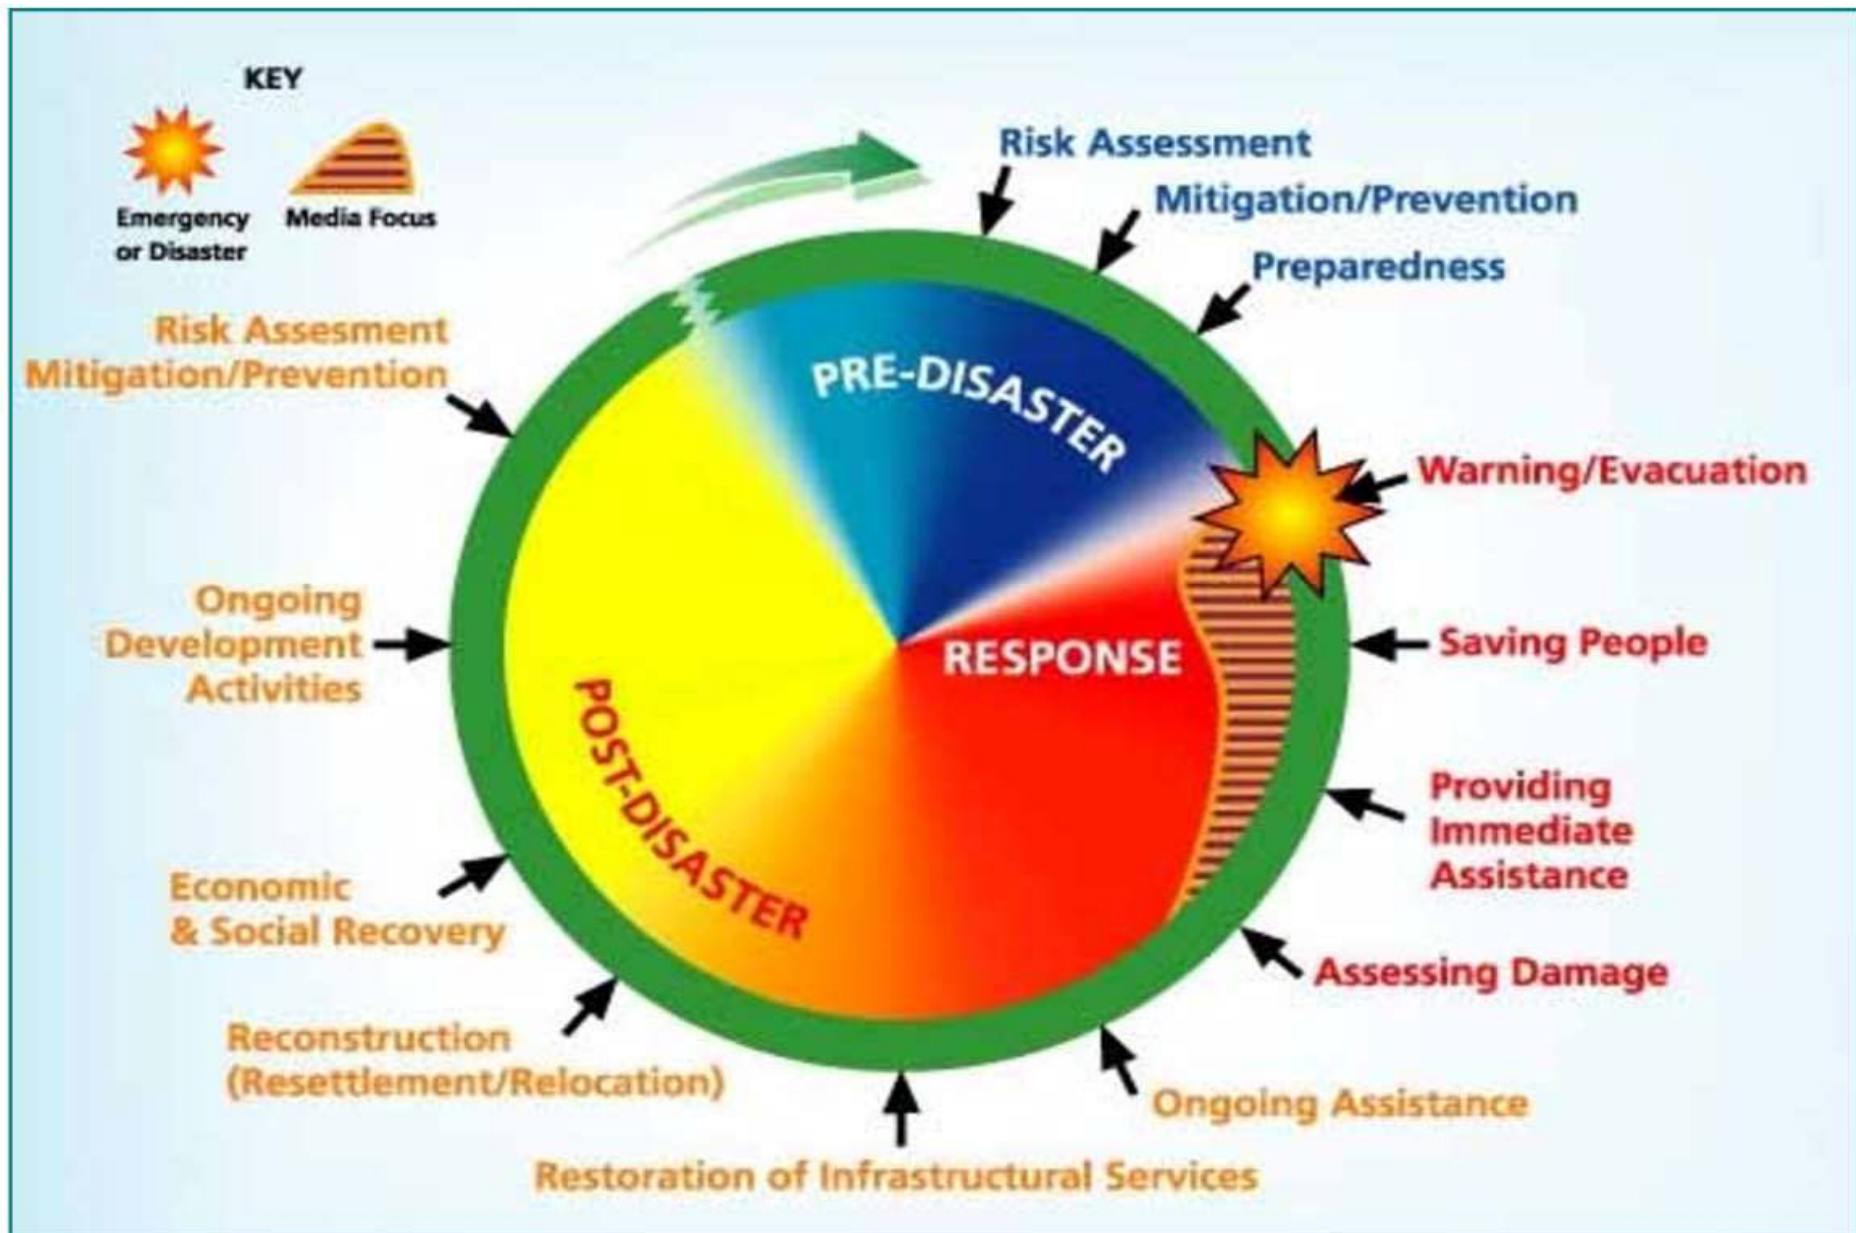 KEY
Emergency
or Disaster
Media Focus
Risk Assessment
Mitigation/Prevention
Preparedness
Warning/Evacuation
Saving People
Providing
Immediate
Assistance
Assessing Damage
Ongoing Assistance
Restoration of Infrastructural Services
Reconstruction
(Resettlement/Relocation)
Economic
& Social Recovery
Ongoing
Development
Activities
Risk Assesment
Mitigation/Prevention
PRE-DISASTER
RESPONSE
POST-DISASTER